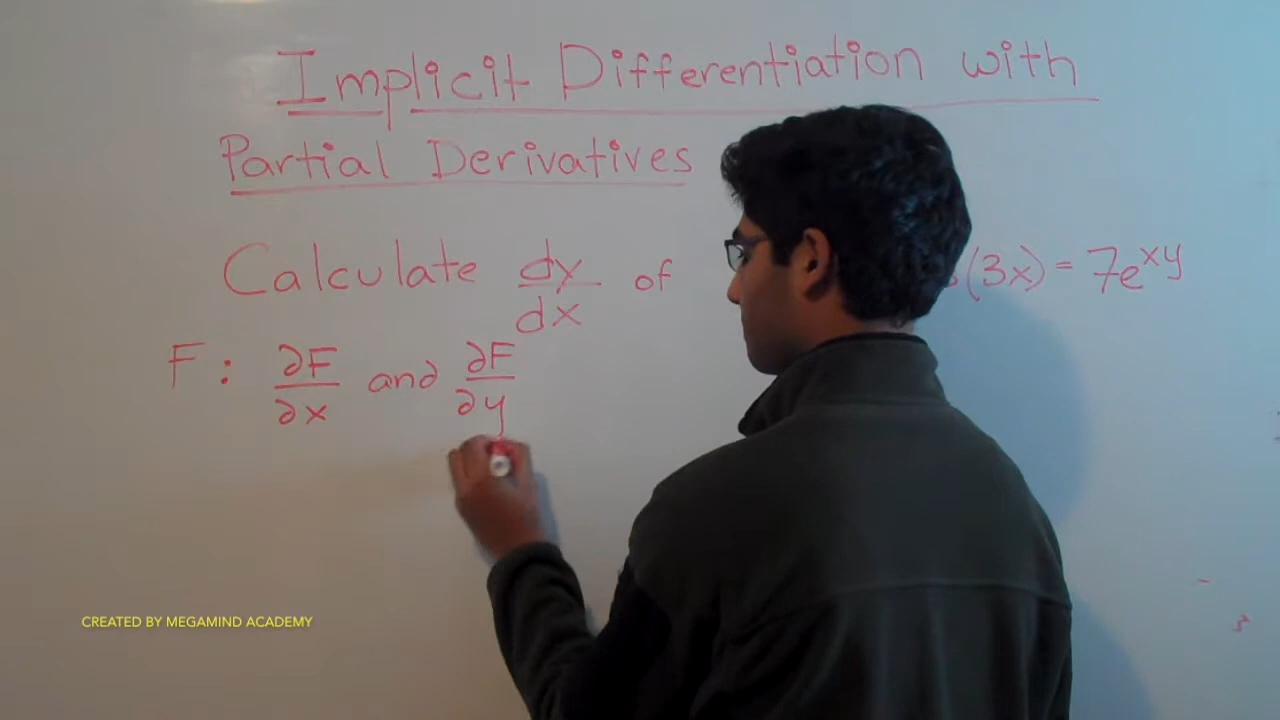 Implicit Differentiation with
Partial Derivatives
Calculate dy/dx of (3x) = 7e^xy
F: ∂F/∂x and ∂F/∂y
CREATED BY MEGAMIND ACADEMY